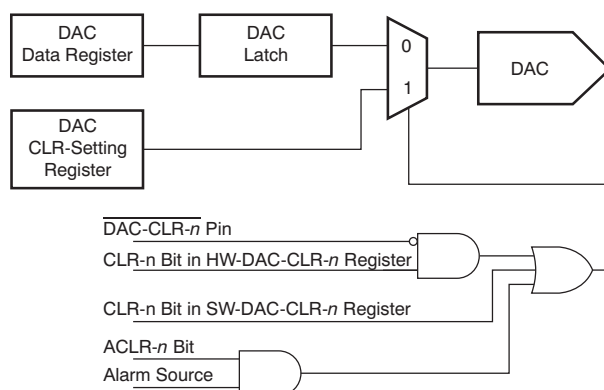 DAC
Data Register
DAC
Latch
0
1
DAC
DAC
CLR-Setting
Register
DAC-CLR-n Pin
CLR-n Bit in HW-DAC-CLR-n Register
CLR-n Bit in SW-DAC-CLR-n Register
ACLR-n Bit
Alarm Source